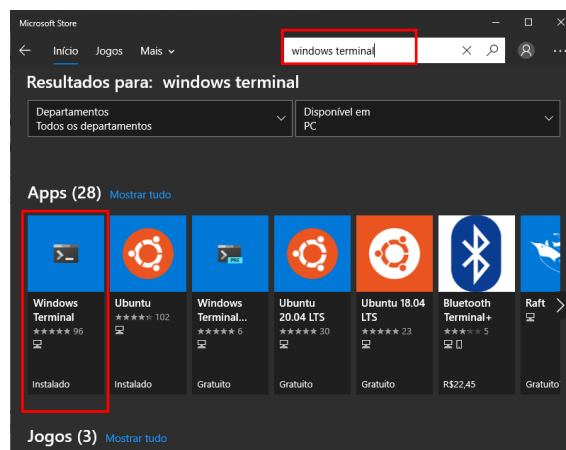 Microsoft Store
Início Jogos Mais
windows terminal
Resultados para: windows terminal
Departamentos
Todos os departamentos
Disponível em
PC
Apps (28) Mostrar tudo
PRE
Windows Terminal
96
Instalado
Ubuntu
102
Instalado
Windows Terminal...
6
Gratuito
Ubuntu 20.04 LTS
30
Gratuito
Ubuntu 18.04 LTS
23
Gratuito
Bluetooth Terminal+
5
R$22,45
Raft
Gratuito
Jogos (3) Mostrar tudo